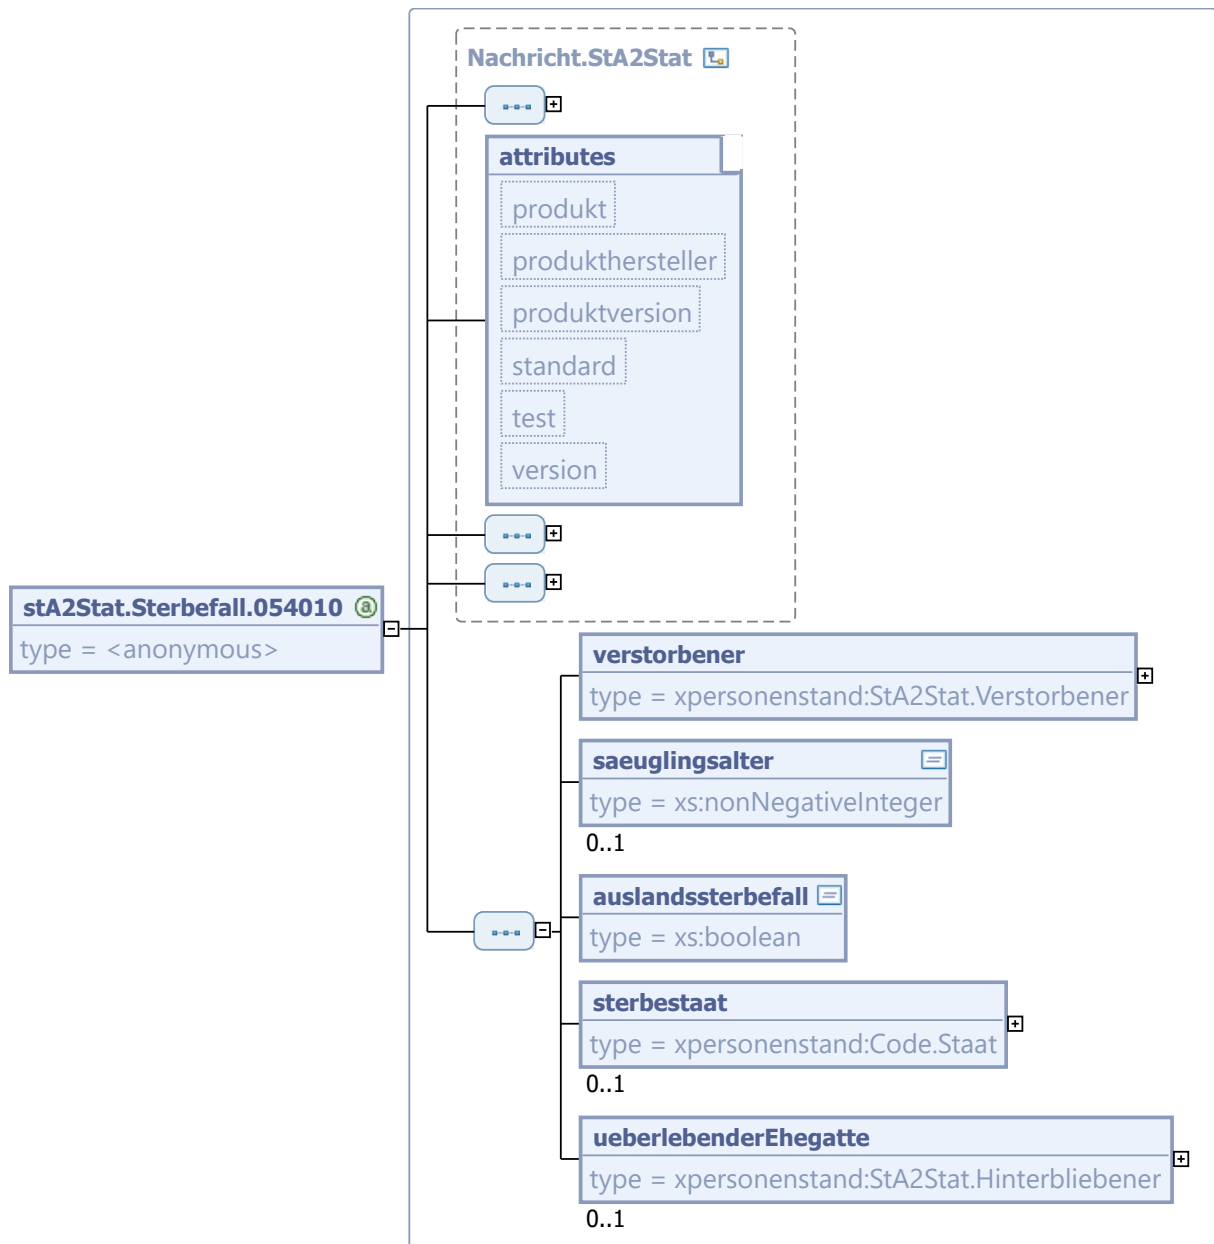 Nachricht.StA2Stat
attributes
produkt
produkthersteller
produktversion
standard
test
version
stA2Stat.Sterbefall.054010
type = <anonymous>
verstorbener
type = xpersonenstand:StA2Stat.Verstorbener
saeuglingsalter
type = xs:nonNegativeInteger
0..1
auslandssterbefall
type = xs:boolean
sterbestaat
type = xpersonenstand:Code.Staat
0..1
ueberlebenderEhegatte
type = xpersonenstand:StA2Stat.Hinterbliebener
0..1